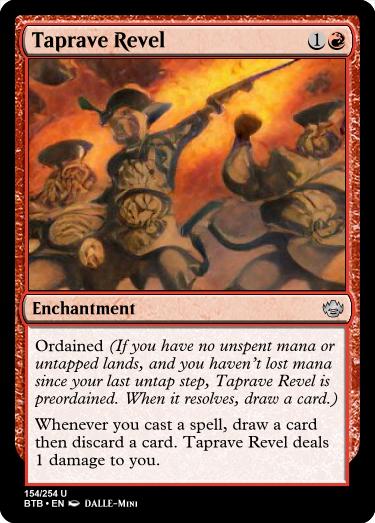 Taprave Revel 1
Enchantment
Ordained (If you have no unspent mana or
untapped lands, and you haven't lost mana
since your last untap step, Taprave Revel is
preordained. When it resolves, draw a card.)
Whenever you cast a spell, draw a card
then discard a card. Taprave Revel deals
1 damage to you.
154/254 U
BTB • EN DALLE-Mini